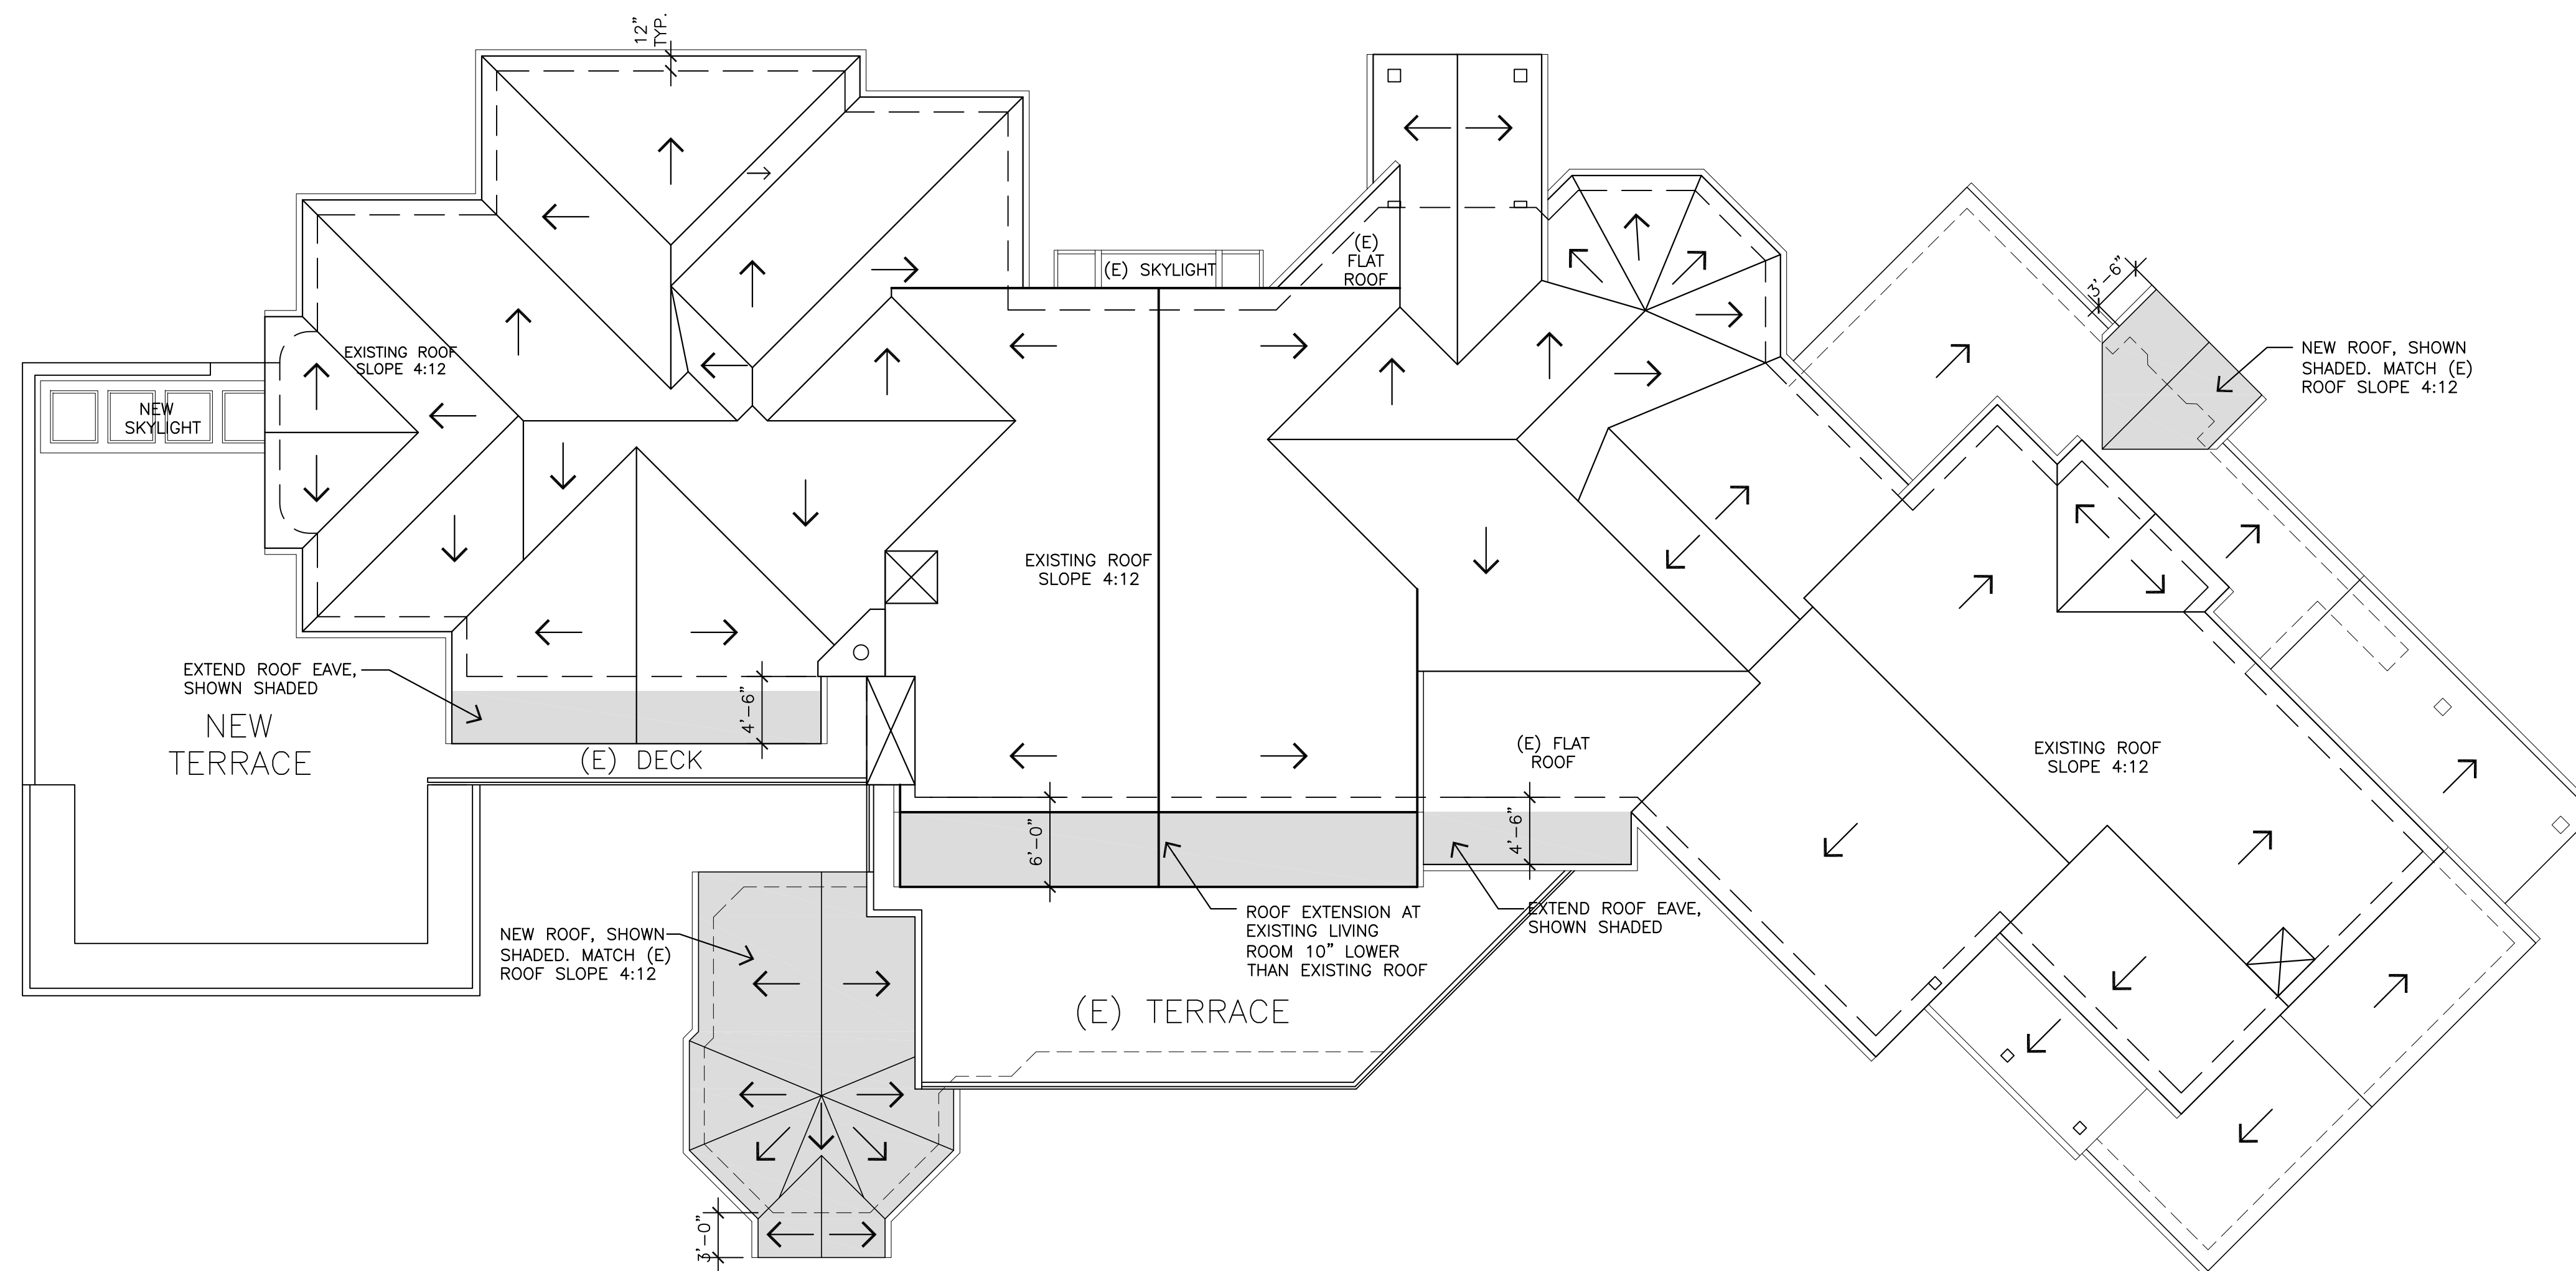 12"
TYP.
(E)
FLAT
ROOF
(E) SKYLIGHT
3'-6"
NEW ROOF, SHOWN
SHADED. MATCH (E)
ROOF SLOPE 4:12
EXISTING ROOF
SLOPE 4:12
NEW
SKYLIGHT
EXISTING ROOF
SLOPE 4:12
EXTEND ROOF EAVE,
SHOWN SHADED
NEW
TERRACE
4'-6"
(E) DECK
(E) FLAT
ROOF
EXISTING ROOF
SLOPE 4:12
6'-0"
4'-6"
NEW ROOF, SHOWN
SHADED. MATCH (E)
ROOF SLOPE 4:12
ROOF EXTENSION AT
EXISTING LIVING
ROOM 10" LOWER
THAN EXISTING ROOF
EXTEND ROOF EAVE,
SHOWN SHADED
(E) TERRACE
3'-0"